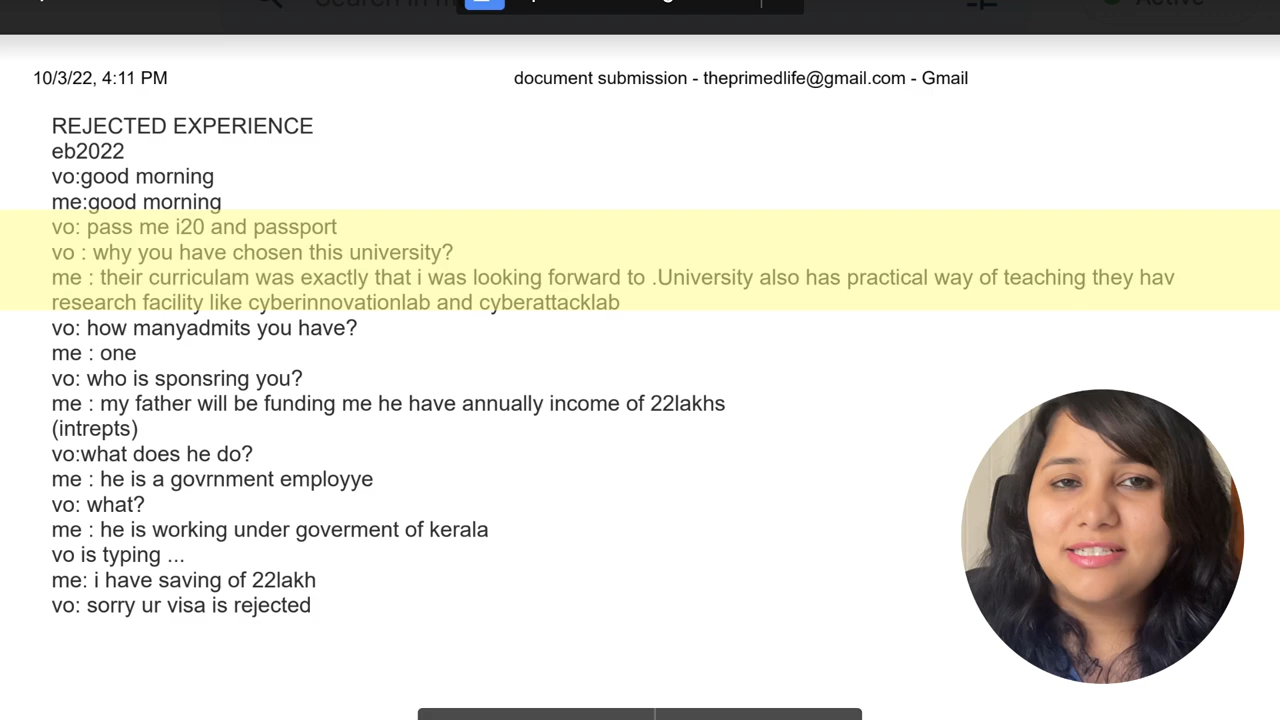 10/3/22, 4:11 PM document submission - theprimedlife@gmail.com - Gmail
REJECTED EXPERIENCE
eb2022
vo:good morning
me:good morning
vo: pass me i20 and passport
vo : why you have chosen this university?
me : their curriculam was exactly that i was looking forward to .University also has practical way of teaching they hav
research facility like cyberinnovationlab and cyberattacklab
vo: how manyadmits you have?
me : one
vo: who is sponsring you?
me : my father will be funding me he have annually income of 22lakhs
(intrepts)
vo:what does he do?
me : he is a govrnment employye
vo: what?
me : he is working under goverment of kerala
vo is typing ...
me: i have saving of 22lakh
vo: sorry ur visa is rejected